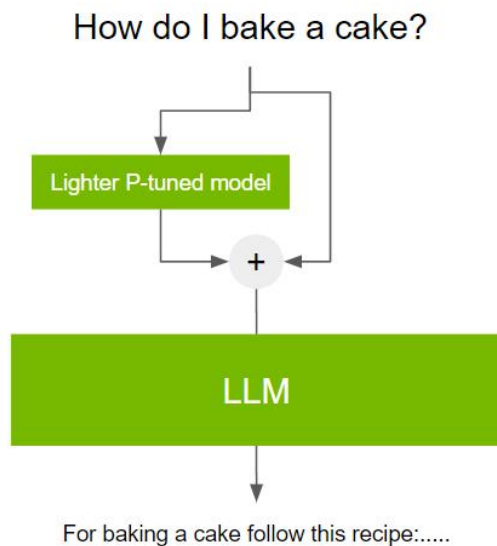 How do I bake a cake?
Lighter P-tuned model
+
LLM
For baking a cake follow this recipe:.....